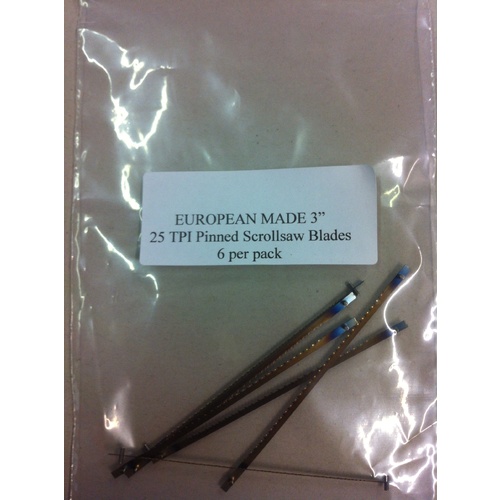 EUROPEAN MADE 3”
25 TPI Pinned Scrollsaw Blades
6 per pack